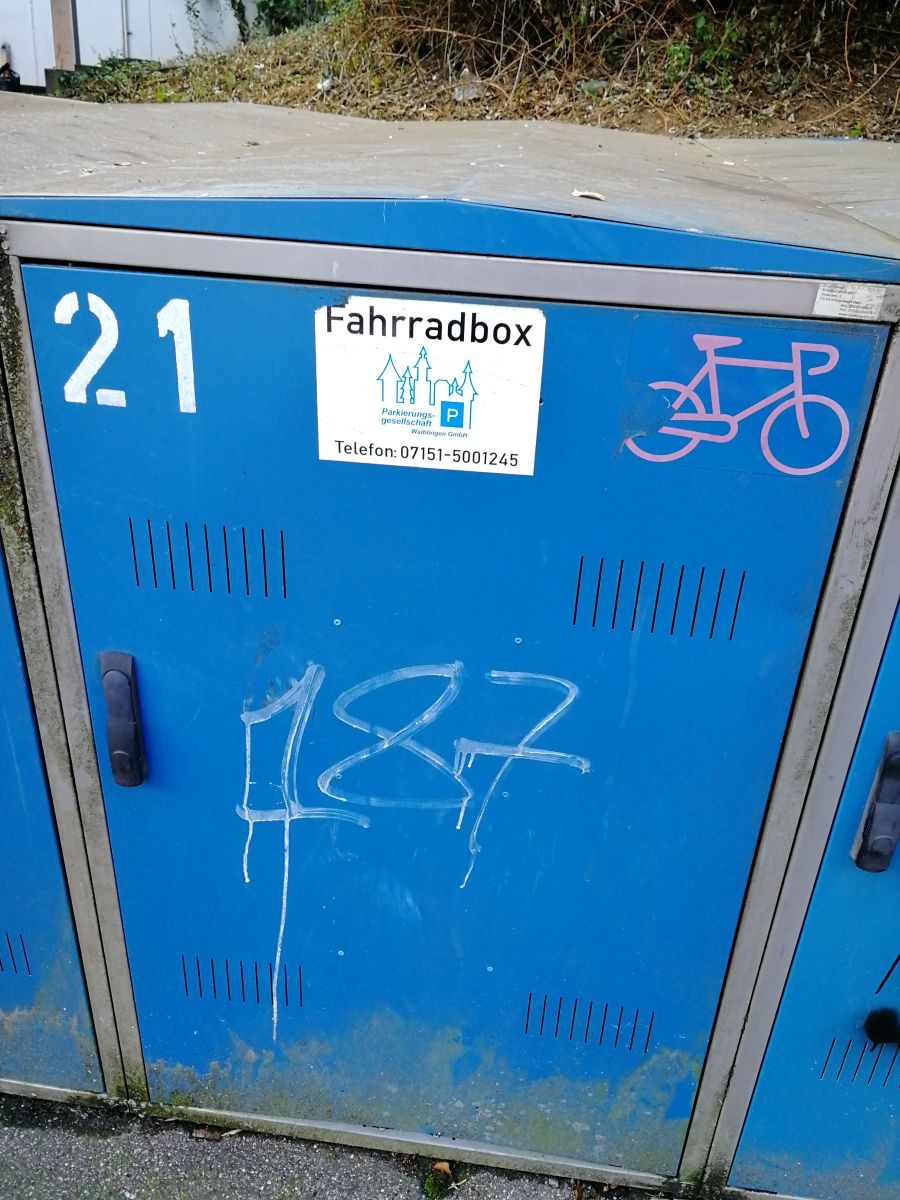 21
Fahrradbox
Parkierungs-
gesellschaft
P
Waiblingen GmbH
Telefon: 07151-5001245
187